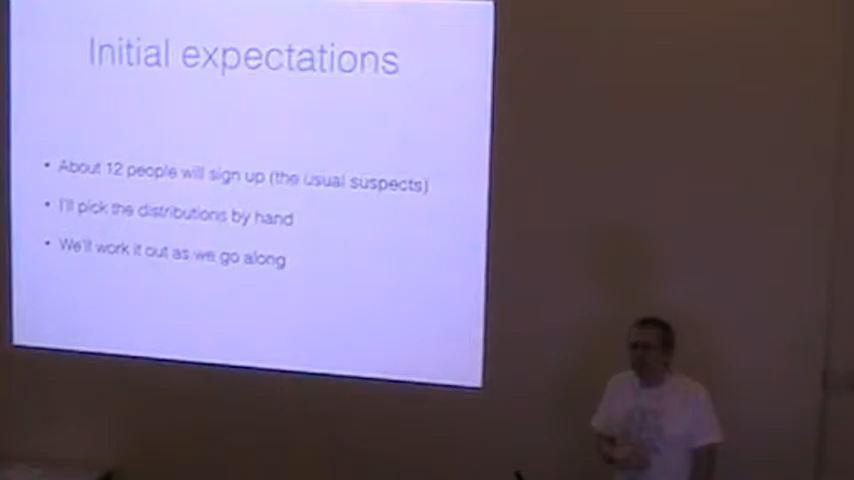 Initial expectations
• About 12 people will sign up (the usual suspects)
• I'll pick the distributions by hand
• We'll work it out as we go along